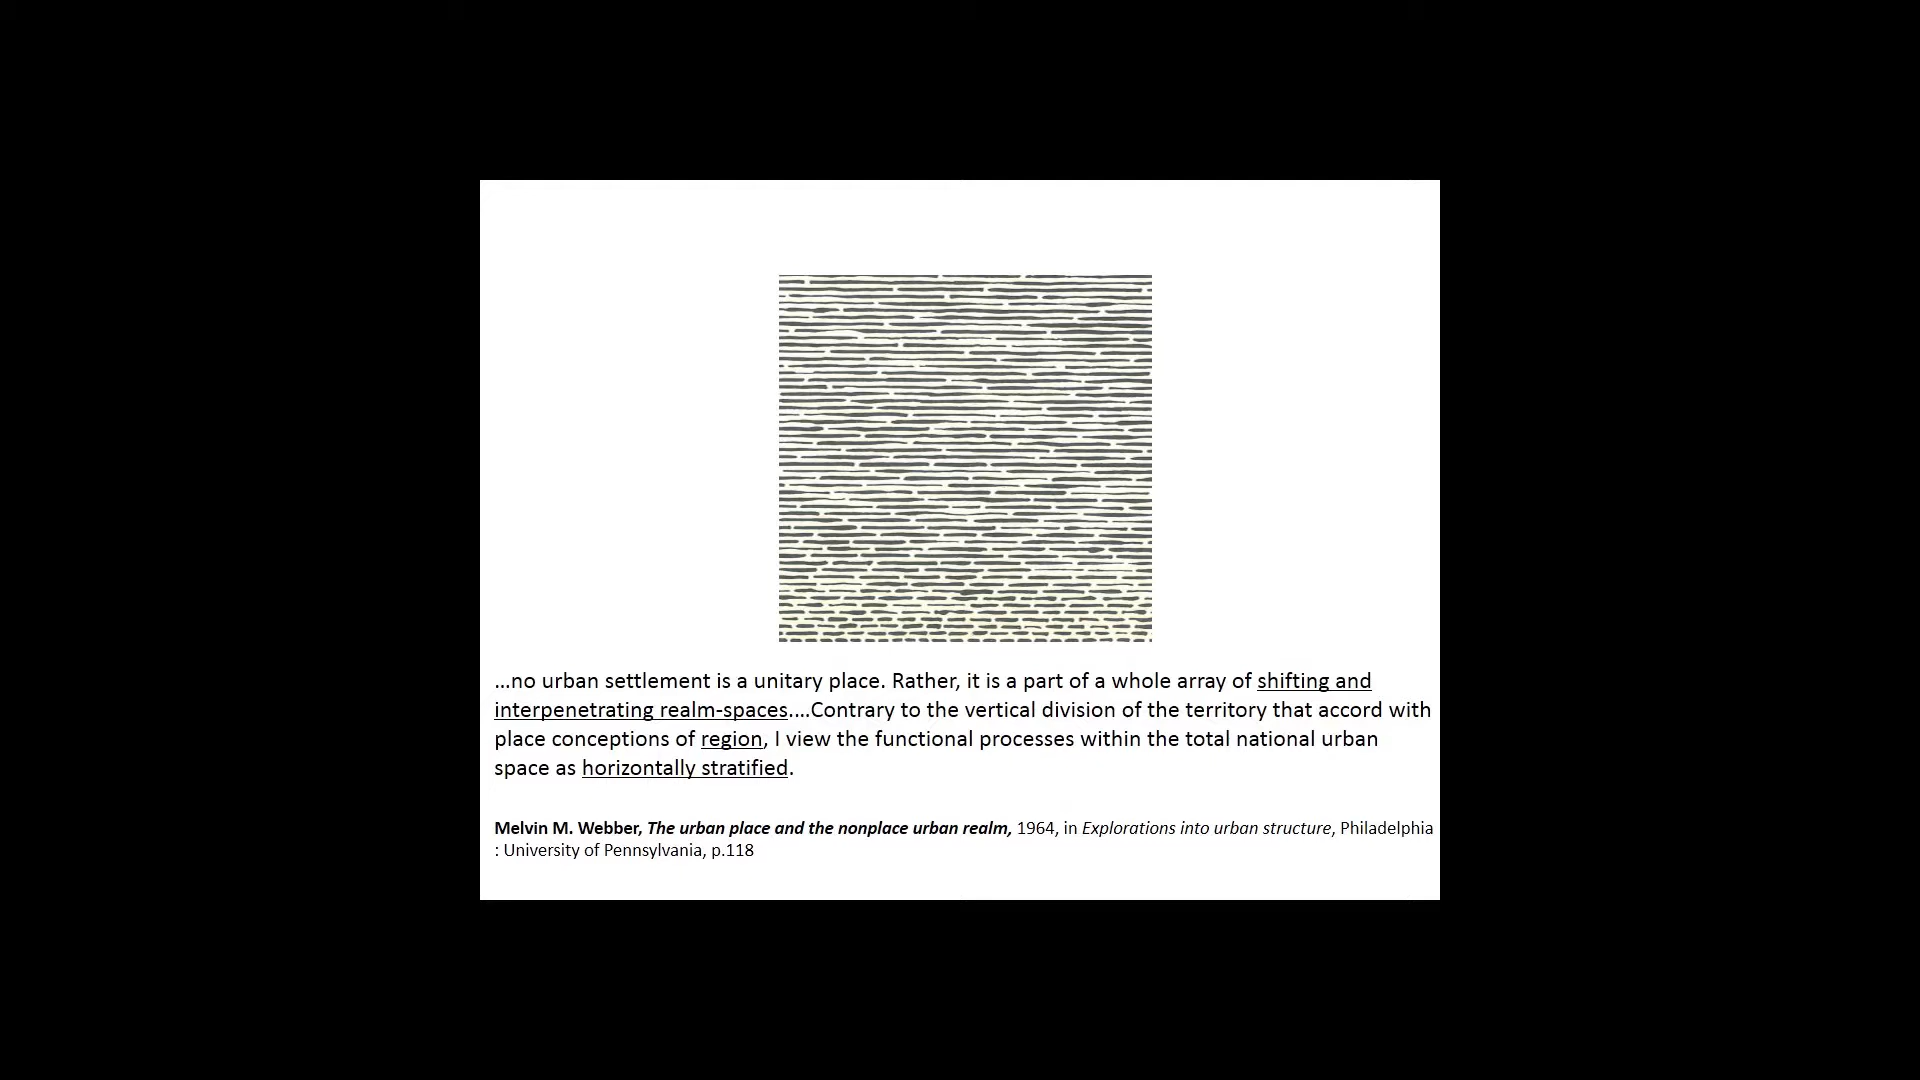 ...no urban settlement is a unitary place. Rather, it is a part of a whole array of shifting and
interpenetrating realm-spaces....Contrary to the vertical division of the territory that accord with
place conceptions of region, I view the functional processes within the total national urban
space as horizontally stratified.
Melvin M. Webber, The urban place and the nonplace urban realm, 1964, in Explorations into urban structure, Philadelphia
: University of Pennsylvania, p.118